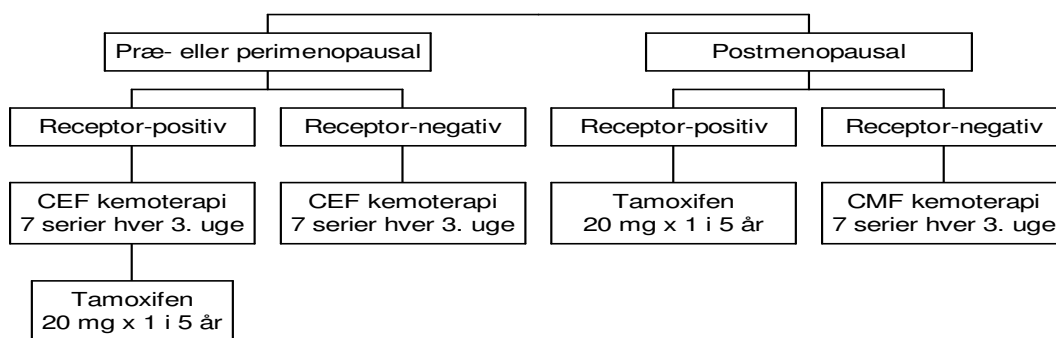 Præ- eller perimenopausal
Postmenopausal
Receptor-positiv
Receptor-negativ
Receptor-positiv
Receptor-negativ
CEF kemoterapi
7 serier hver 3. uge
CEF kemoterapi
7 serier hver 3. uge
Tamoxifen
20 mg x 1 i 5 år
CMF kemoterapi
7 serier hver 3. uge
Tamoxifen
20 mg x 1 i 5 år